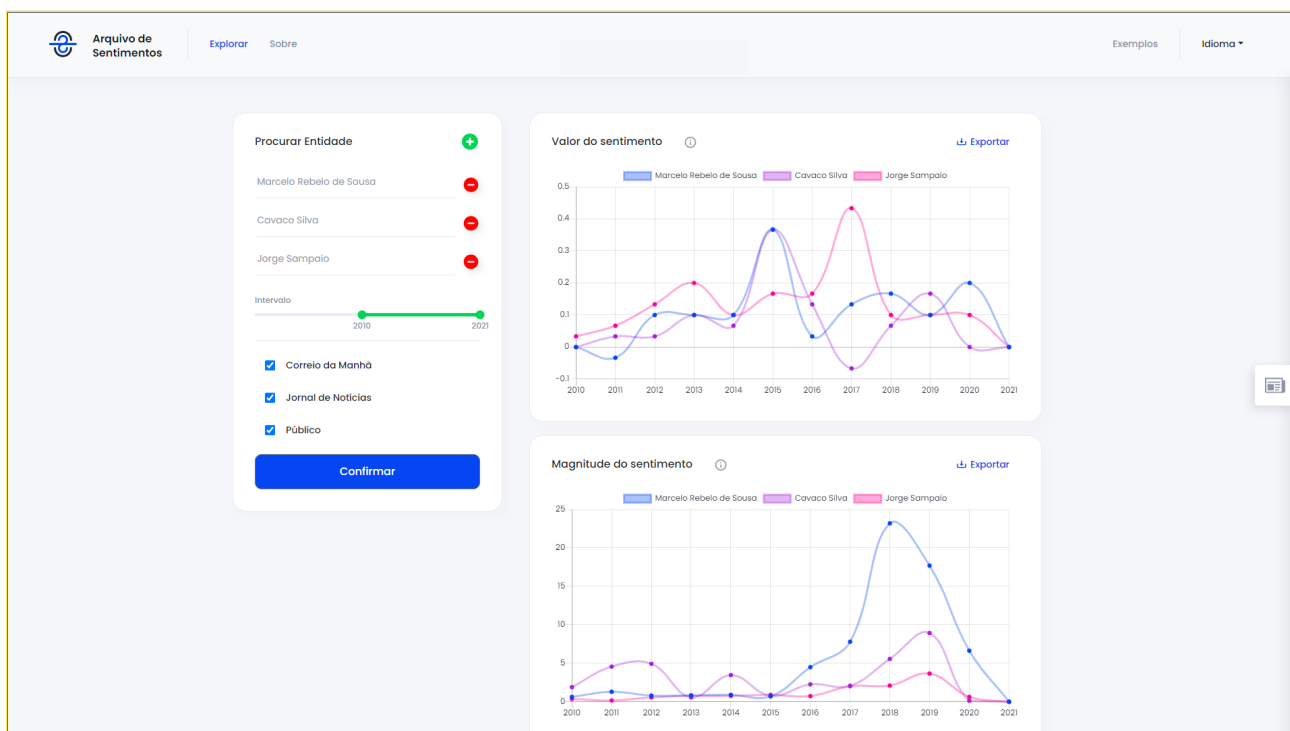 Arquivo de
Sentimentos
Explorar Sobre
Exemplos Idioma
Procurar Entidade
Marcelo Rebelo de Sousa
Cavaco Silva
Jorge Sampaio
Intervalo
2010 2021
Correio da Manhã
Jornal de Notícias
Público
Confirmar
Valor do sentimento Exportar
Marcelo Rebelo de Sousa Cavaco Silva Jorge Sampaio
0.5
0.4
0.3
0.2
0.1
0
-0.1
2010 2011 2012 2013 2014 2015 2016 2017 2018 2019 2020 2021
Magnitude do sentimento Exportar
Marcelo Rebelo de Sousa Cavaco Silva Jorge Sampaio
25
20
15
10
5
0
2010 2011 2012 2013 2014 2015 2016 2017 2018 2019 2020 2021